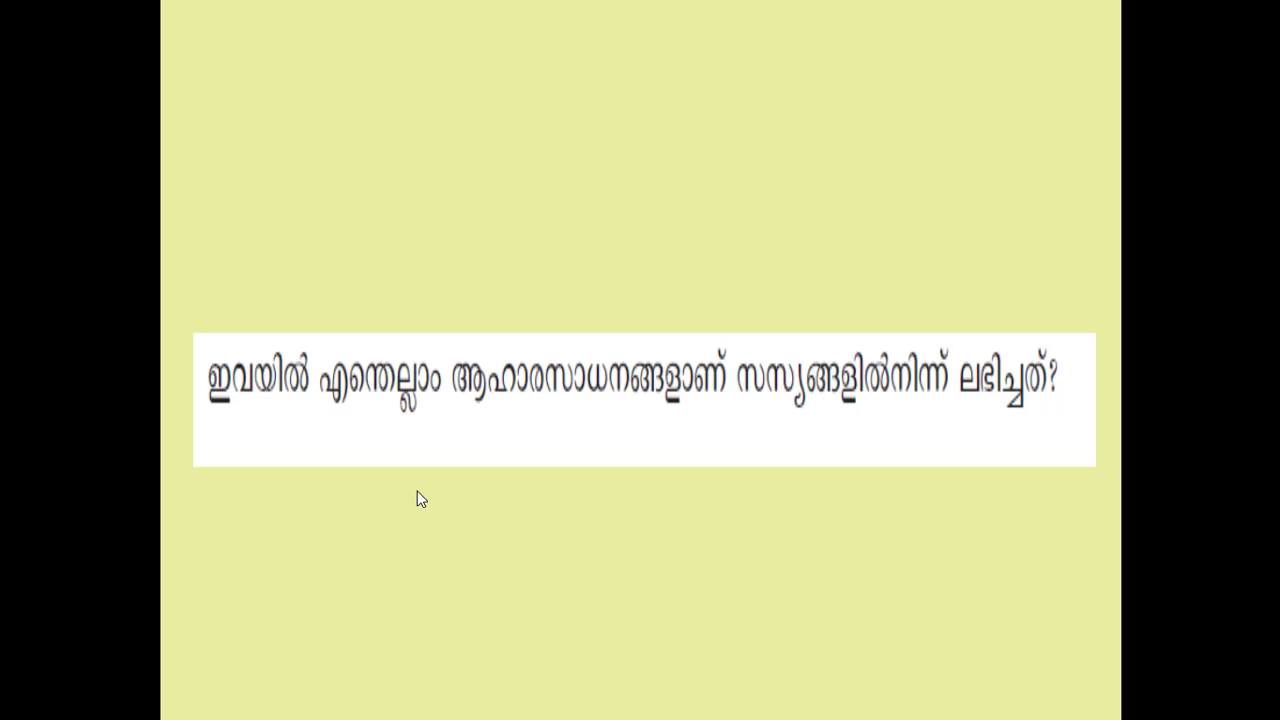 ഇവയിൽ എന്തെല്ലാം ആഹാരസാധനങ്ങളാണ് സസ്യങ്ങളിൽനിന്ന് ലഭിച്ചത്?